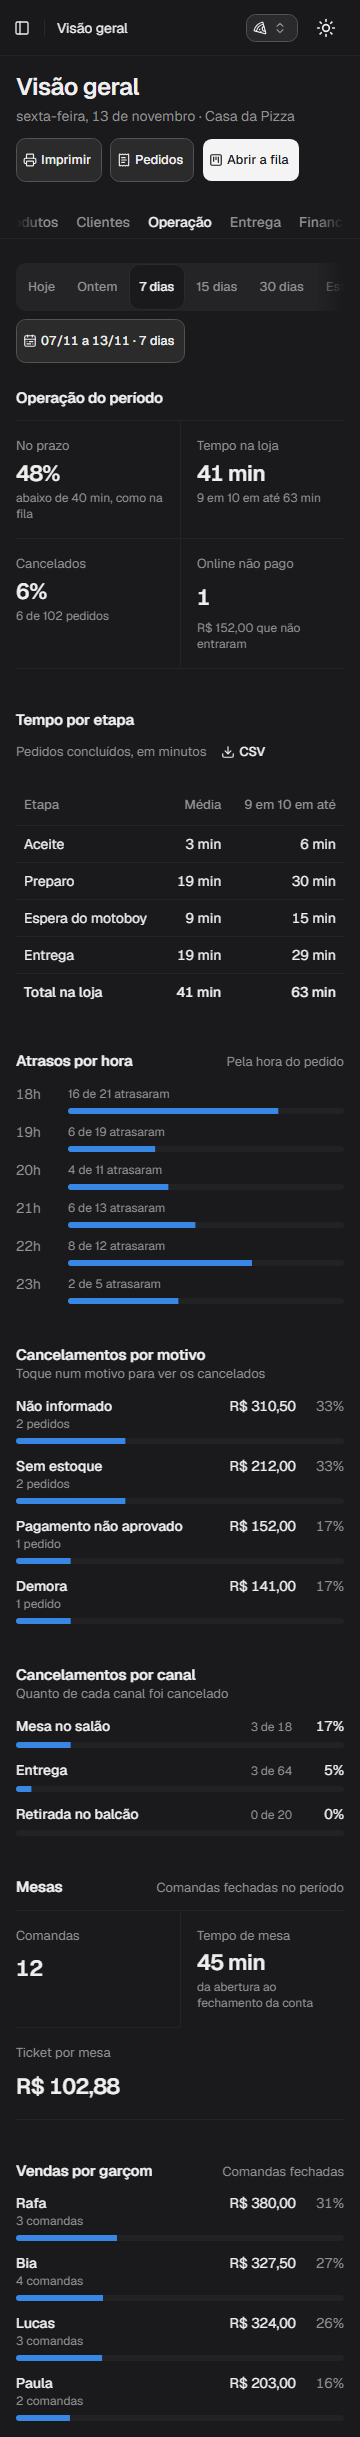 Visão geral
Visão geral
sexta-feira, 13 de novembro · Casa da Pizza
Imprimir Pedidos Abrir a fila
dutos Clientes Operação Entrega Financ
Hoje Ontem 7 dias 15 dias 30 dias Es
07/11 a 13/11 · 7 dias
Operação do período
No prazo
48%
abaixo de 40 min, como na
fila
Tempo na loja
41 min
9 em 10 em até 63 min
Cancelados
6%
6 de 102 pedidos
Online não pago
1
R$ 152,00 que não
entraram
Tempo por etapa
Pedidos concluídos, em minutos CSV
Etapa Média 9 em 10 em até
Aceite 3 min 6 min
Preparo 19 min 30 min
Espera do motoboy 9 min 15 min
Entrega 19 min 29 min
Total na loja 41 min 63 min
Atrasos por hora Pela hora do pedido
18h 16 de 21 atrasaram
19h 6 de 19 atrasaram
20h 4 de 11 atrasaram
21h 6 de 13 atrasaram
22h 8 de 12 atrasaram
23h 2 de 5 atrasaram
Cancelamentos por motivo
Toque num motivo para ver os cancelados
Não informado R$ 310,50 33%
2 pedidos
Sem estoque R$ 212,00 33%
2 pedidos
Pagamento não aprovado R$ 152,00 17%
1 pedido
Demora R$ 141,00 17%
1 pedido
Cancelamentos por canal
Quanto de cada canal foi cancelado
Mesa no salão 3 de 18 17%
Entrega 3 de 64 5%
Retirada no balcão 0 de 20 0%
Mesas Comandas fechadas no período
Comandas
12
Tempo de mesa
45 min
da abertura ao
fechamento da conta
Ticket por mesa
R$ 102,88
Vendas por garçom Comandas fechadas
Rafa R$ 380,00 31%
3 comandas
Bia R$ 327,50 27%
4 comandas
Lucas R$ 324,00 26%
3 comandas
Paula R$ 203,00 16%
2 comandas